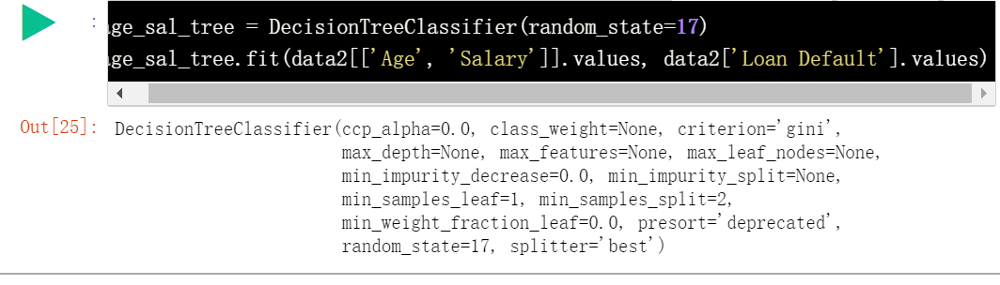 :
ge_sal_tree = DecisionTreeClassifier(random_state=17)
ge_sal_tree.fit(data2[['Age', 'Salary']].values, data2['Loan Default'].values)
Out[25]: DecisionTreeClassifier(ccp_alpha=0.0, class_weight=None, criterion='gini',
max_depth=None, max_features=None, max_leaf_nodes=None,
min_impurity_decrease=0.0, min_impurity_split=None,
min_samples_leaf=1, min_samples_split=2,
min_weight_fraction_leaf=0.0, presort='deprecated',
random_state=17, splitter='best')